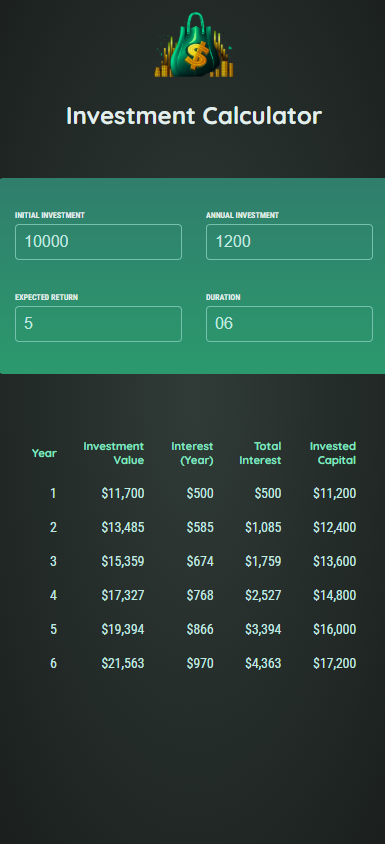 $
Investment Calculator
INITIAL INVESTMENT ANNUAL INVESTMENT
10000 1200
EXPECTED RETURN DURATION
5 06
Year Investment Value Interest (Year) Total Interest Invested Capital
1 $11,700 $500 $500 $11,200
2 $13,485 $585 $1,085 $12,400
3 $15,359 $674 $1,759 $13,600
4 $17,327 $768 $2,527 $14,800
5 $19,394 $866 $3,394 $16,000
6 $21,563 $970 $4,363 $17,200